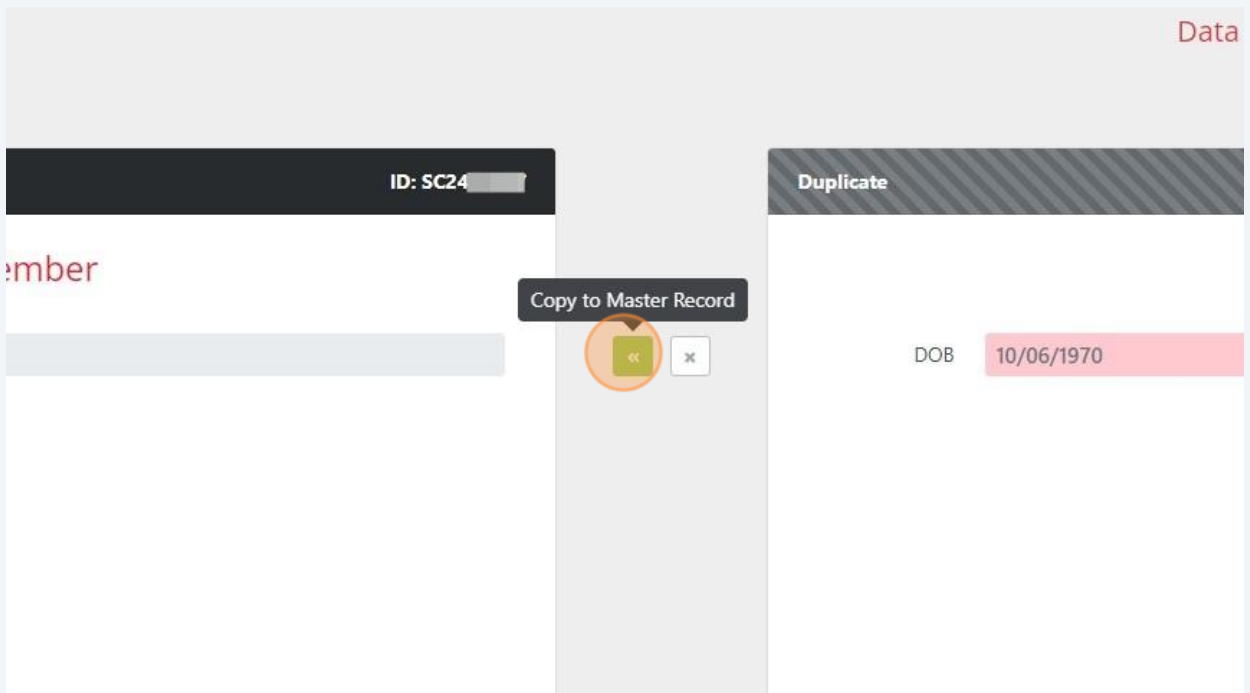 Data
ID: SC24
Duplicate
ember
Copy to Master Record
« ×
DOB 10/06/1970